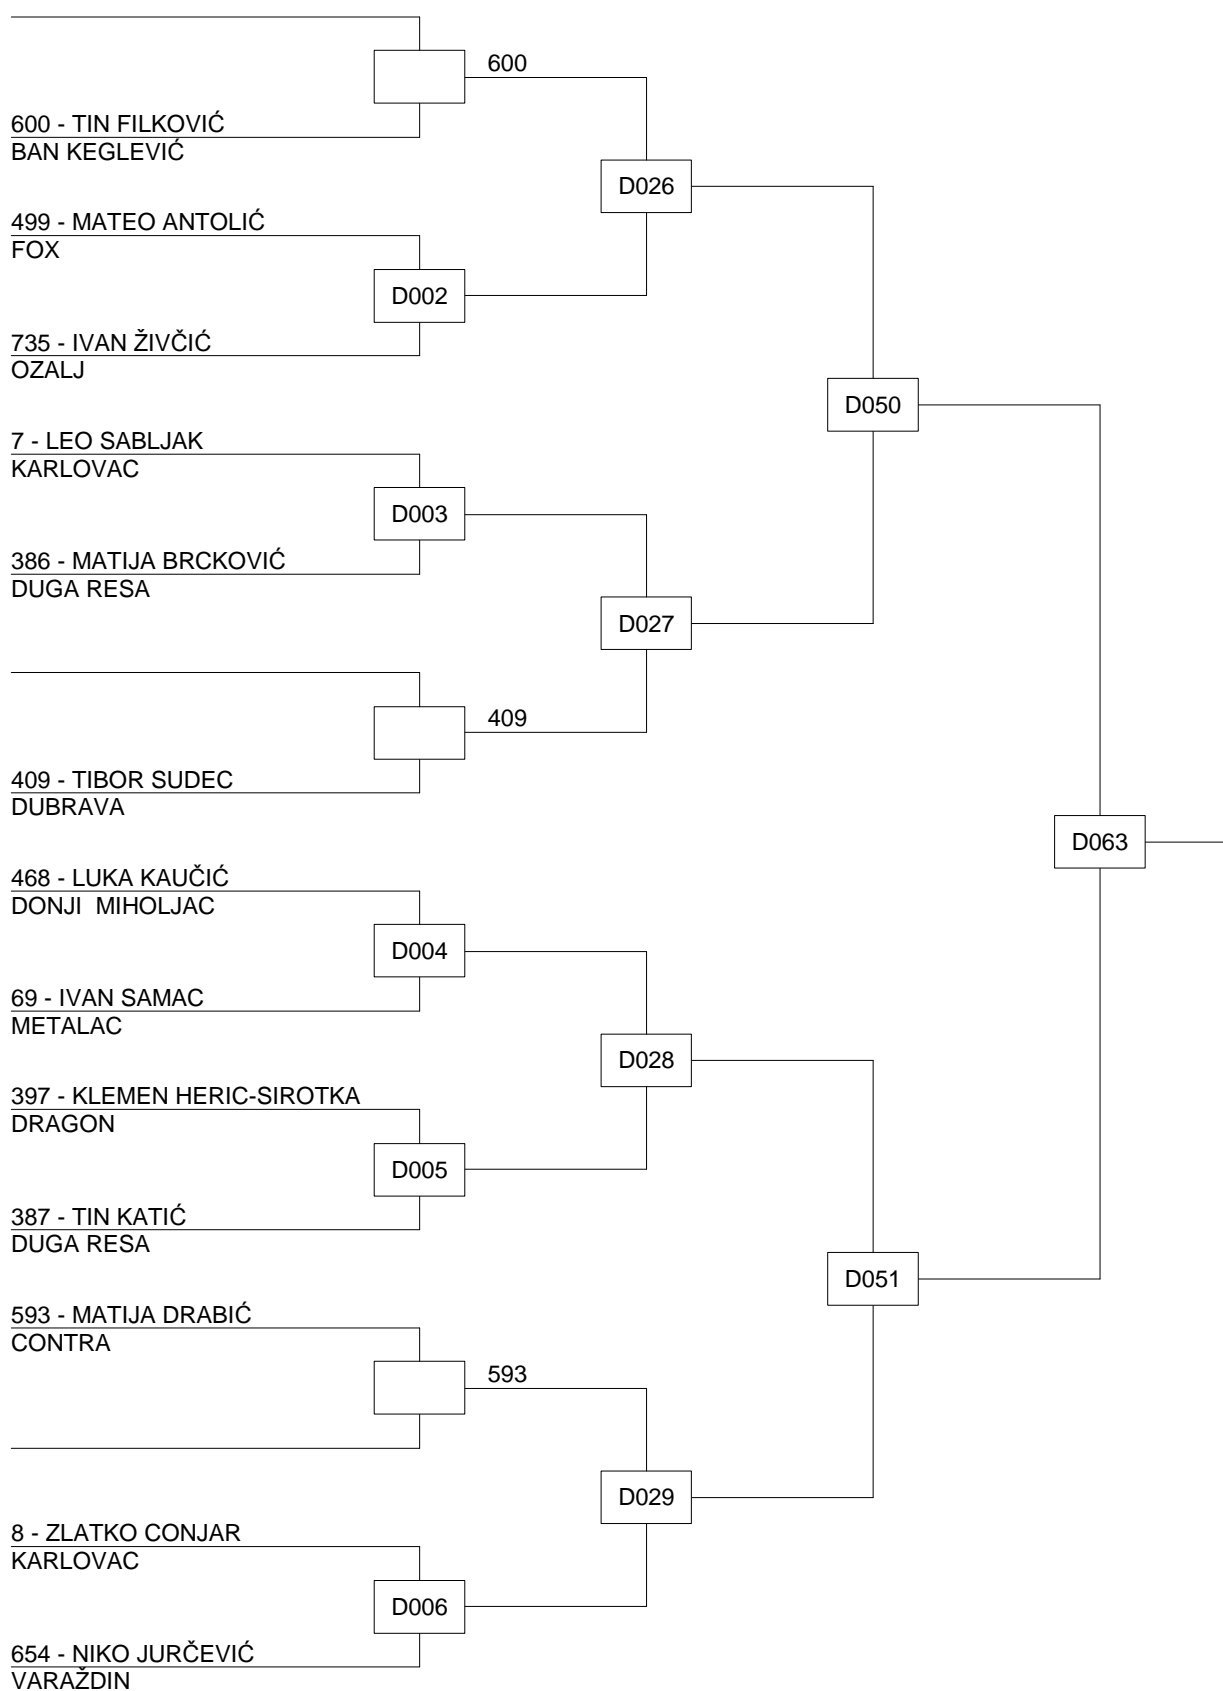 600
600 - TIN FILKOVIĆ
BAN KEGLEVIĆ
D026
499 - MATEO ANTOLIĆ
FOX
D002
735 - IVAN ŽIVČIĆ
OZALJ
D050
7 - LEO SABLJAK
KARLOVAC
D003
386 - MATIJA BRCKOVIĆ
DUGA RESA
D027
409
409 - TIBOR SUDEC
DUBRAVA
D063
468 - LUKA KAUČIĆ
DONJI  MIHOLJAC
D004
69 - IVAN SAMAC
METALAC
D028
397 - KLEMEN HERIC-SIROTKA
DRAGON
D005
387 - TIN KATIĆ
DUGA RESA
D051
593 - MATIJA DRABIĆ
CONTRA
593
D029
8 - ZLATKO CONJAR
KARLOVAC
D006
654 - NIKO JURČEVIĆ
VARAŽDIN